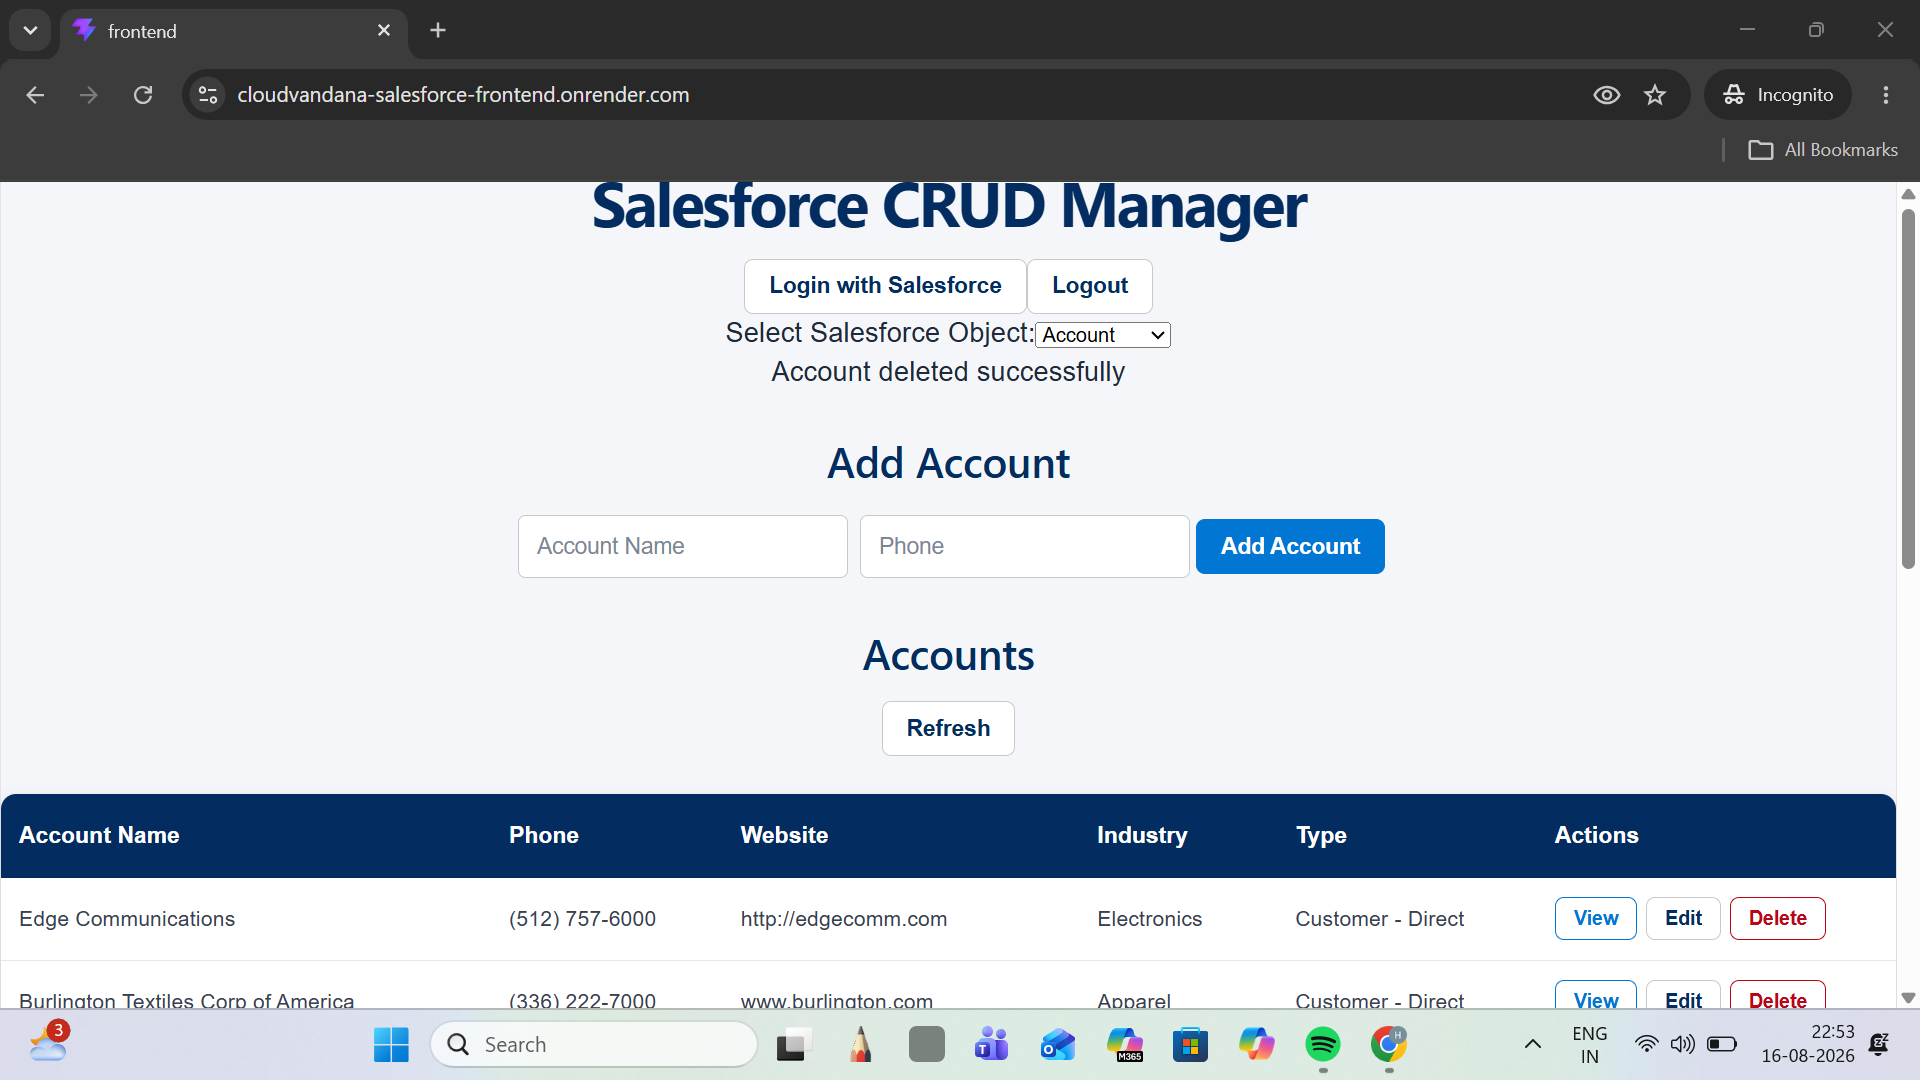 frontend
cloudvandana-salesforce-frontend.onrender.com
Incognito
All Bookmarks
Salesforce CRUD Manager
Login with Salesforce Logout
Select Salesforce Object: Account
Account deleted successfully
Add Account
Account Name Phone Add Account
Accounts
Refresh
Account Name Phone Website Industry Type Actions
Edge Communications (512) 757-6000 http://edgecomm.com Electronics Customer - Direct View Edit Delete
Burlington Textiles Corp of America (336) 222-7000 www.burlington.com Apparel Customer - Direct View Edit Delete
3
Search
T
O
M365
H
ENG
IN
22:53
16-08-2026